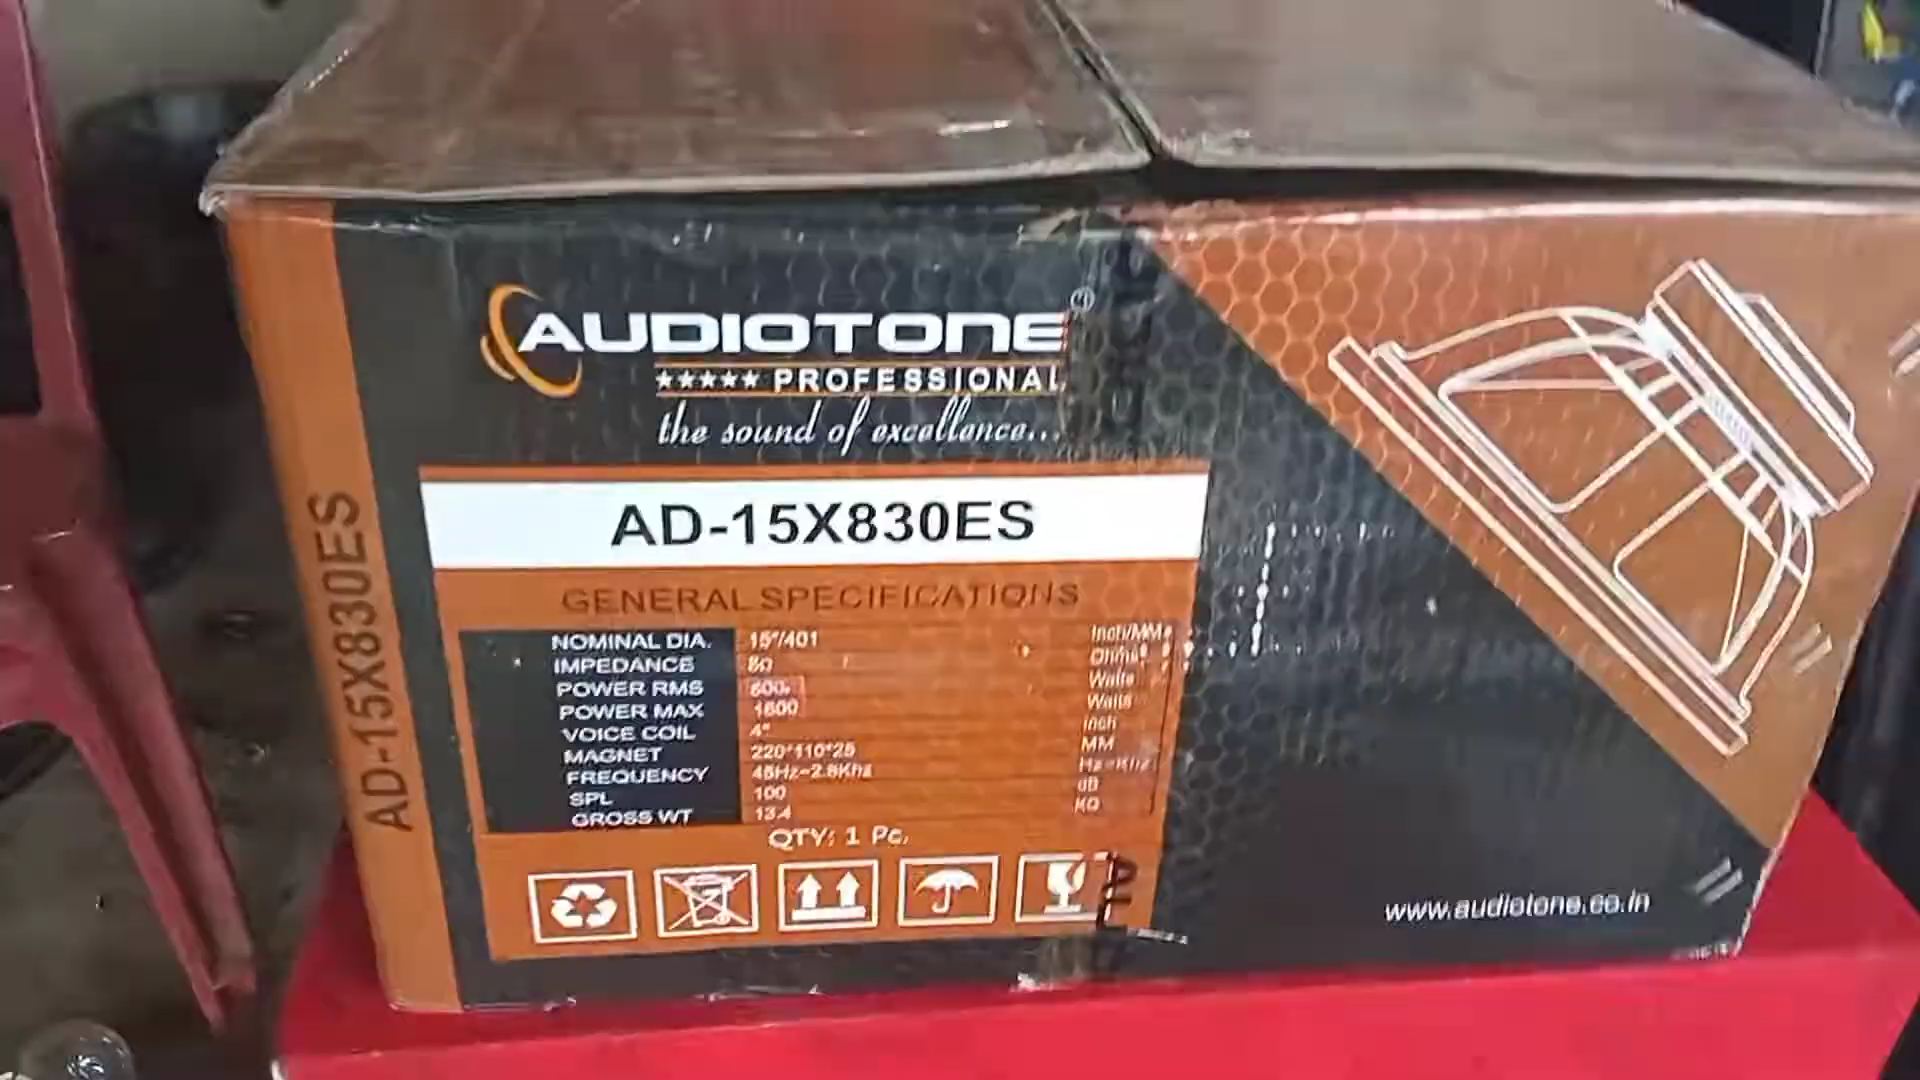 AUDIOTONE®
★★★★★ PROFESSIONAL
the sound of excellence...
AD-15X830ES
AD-15X830ES
GENERAL SPECIFICATIONS
NOMINAL DIA. 15"/401 Inch/MM
IMPEDANCE 8Ω Ohms
POWER RMS 800 Watts
POWER MAX 1600 Watts
VOICE COIL 4" Inch
MAGNET 220*110*25 MM
FREQUENCY 45Hz~2.8Khz Hz~Khz
SPL 100 dB
GROSS WT 13.4 KG
QTY: 1 Pc.
www.audiotone.co.in